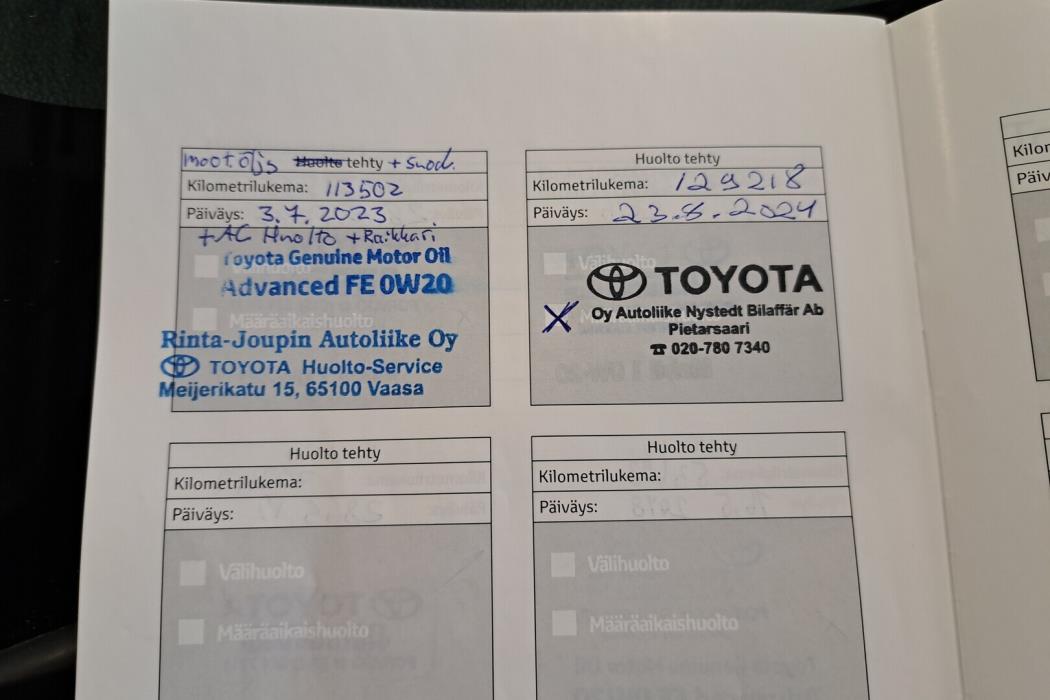 moot. öljs Huolto tehty + suod.
Kilometrilukema: 113502
Päiväys: 3.7.2023
+AC Huolto +Raikkari
Välihuolto
Toyota Genuine Motor Oil
Advanced FE 0W20
Määräaikaishuolto
Rinta-Joupin Autoliike Oy
TOYOTA Huolto-Service
Meijerikatu 15, 65100 Vaasa
Huolto tehty
Kilometrilukema: 129218
Päiväys: 23.8.2024
Välihuolto
X
TOYOTA
Oy Autoliike Nystedt Bilaffär Ab
Pietarsaari
☎ 020-780 7340
Huolto tehty
Kilometrilukema:
Päiväys:
Välihuolto
Määräaikaishuolto
Huolto tehty
Kilometrilukema:
Päiväys:
Välihuolto
Määräaikaishuolto